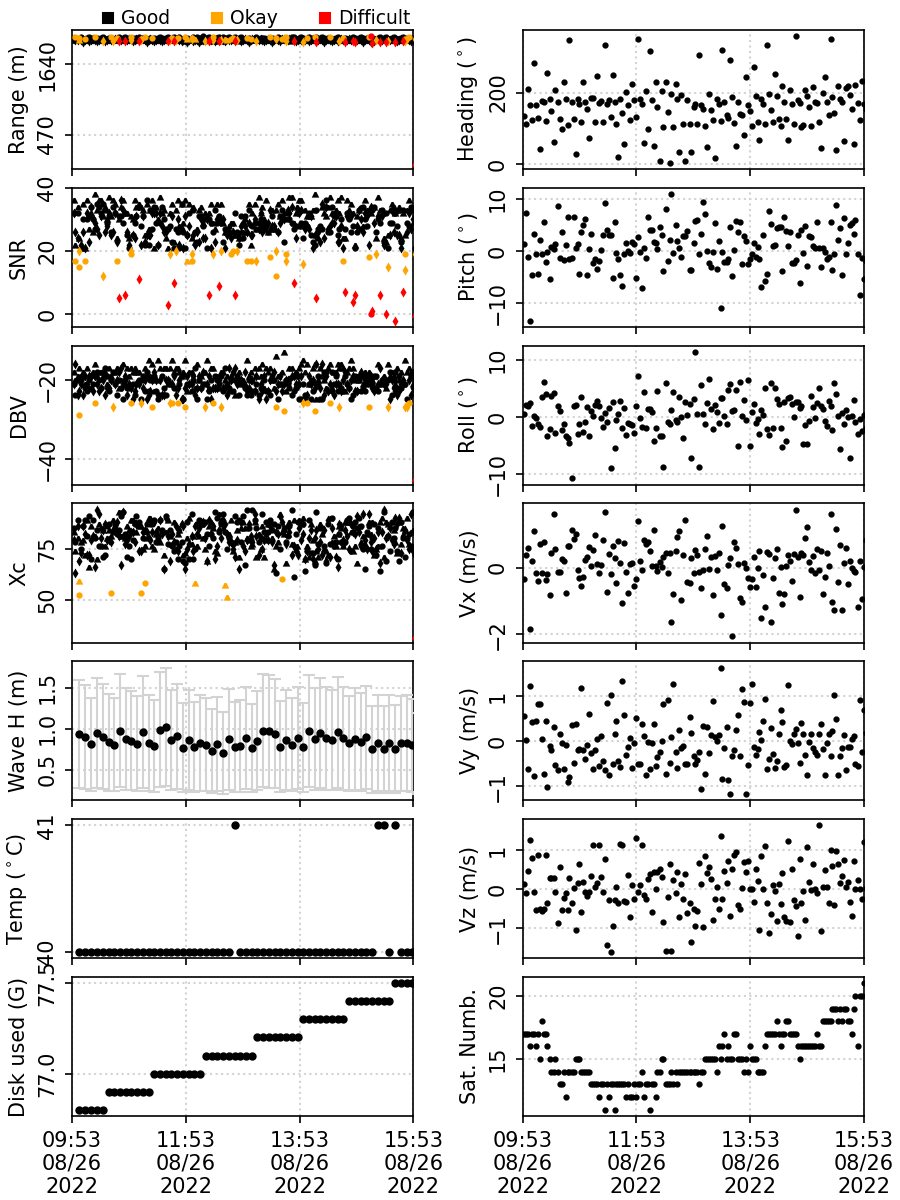 Good Okay Difficult
Range (m)
1640
470
Heading (°)
200
0
SNR
40
20
0
Pitch (°)
10
0
−10
DBV
−20
−40
Roll (°)
10
0
−10
Xc
75
50
Vx (m/s)
0
−2
Wave H (m)
1.5
1.0
0.5
Vy (m/s)
1
0
−1
Temp (°C)
41
40
Vz (m/s)
1
0
−1
Disk used (G)
77.5
77.0
Sat. Numb.
20
15
09:53 11:53 13:53 15:53 09:53 11:53 13:53 15:53
08/26 08/26 08/26 08/26 08/26 08/26 08/26 08/26
2022 2022 2022 2022 2022 2022 2022 2022